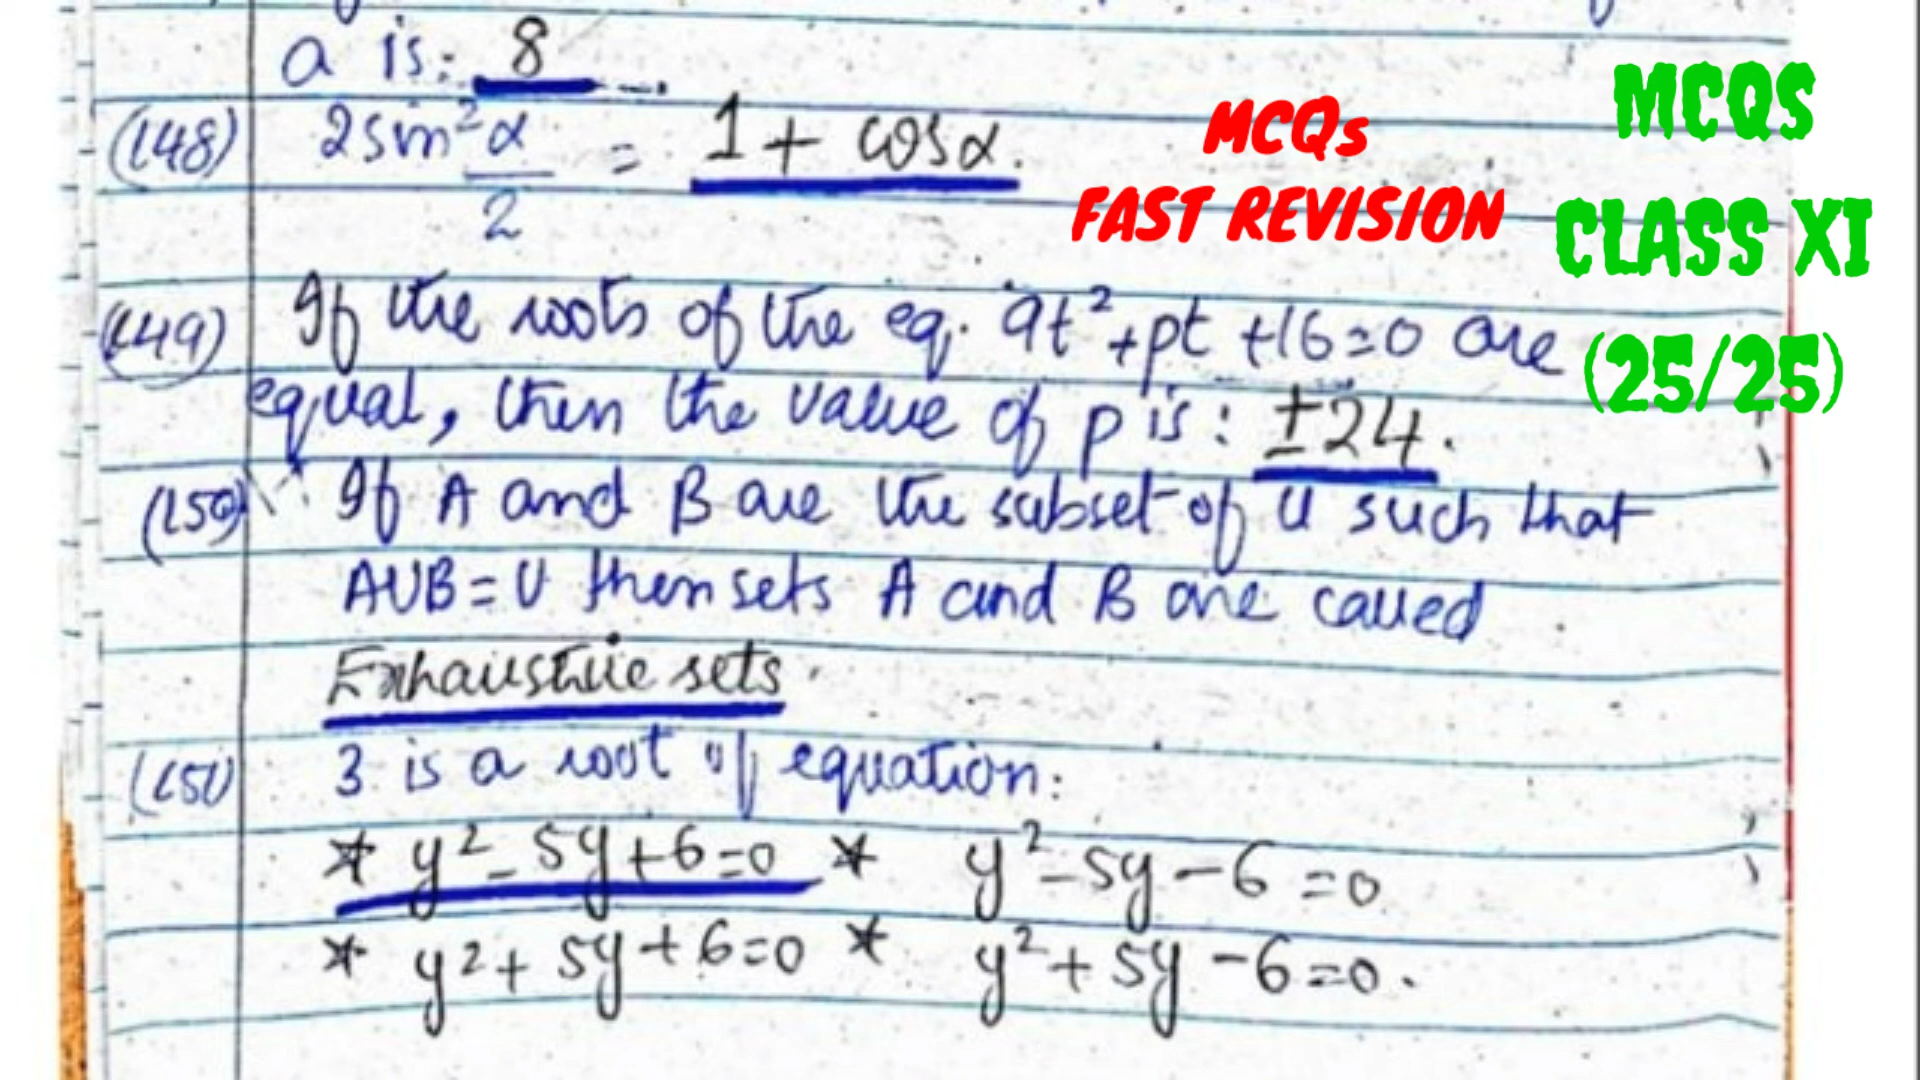 a is: 8
(148) 2sin²α/2 = 1 + cosα.
MCQs
FAST REVISION
MCQS
CLASS XI
(25/25)
(149) If the roots of the eq. 9t²+pt +16=0 are
equal, then the value of p is: ±24.
(150) If A and B are the subset of U such that
AUB=U then sets A and B are called
Exhaustive sets.
(151) 3 is a root of equation:
* y²-5y+6=0 * y²-5y-6=0
* y²+5y+6=0 * y²+5y-6=0.